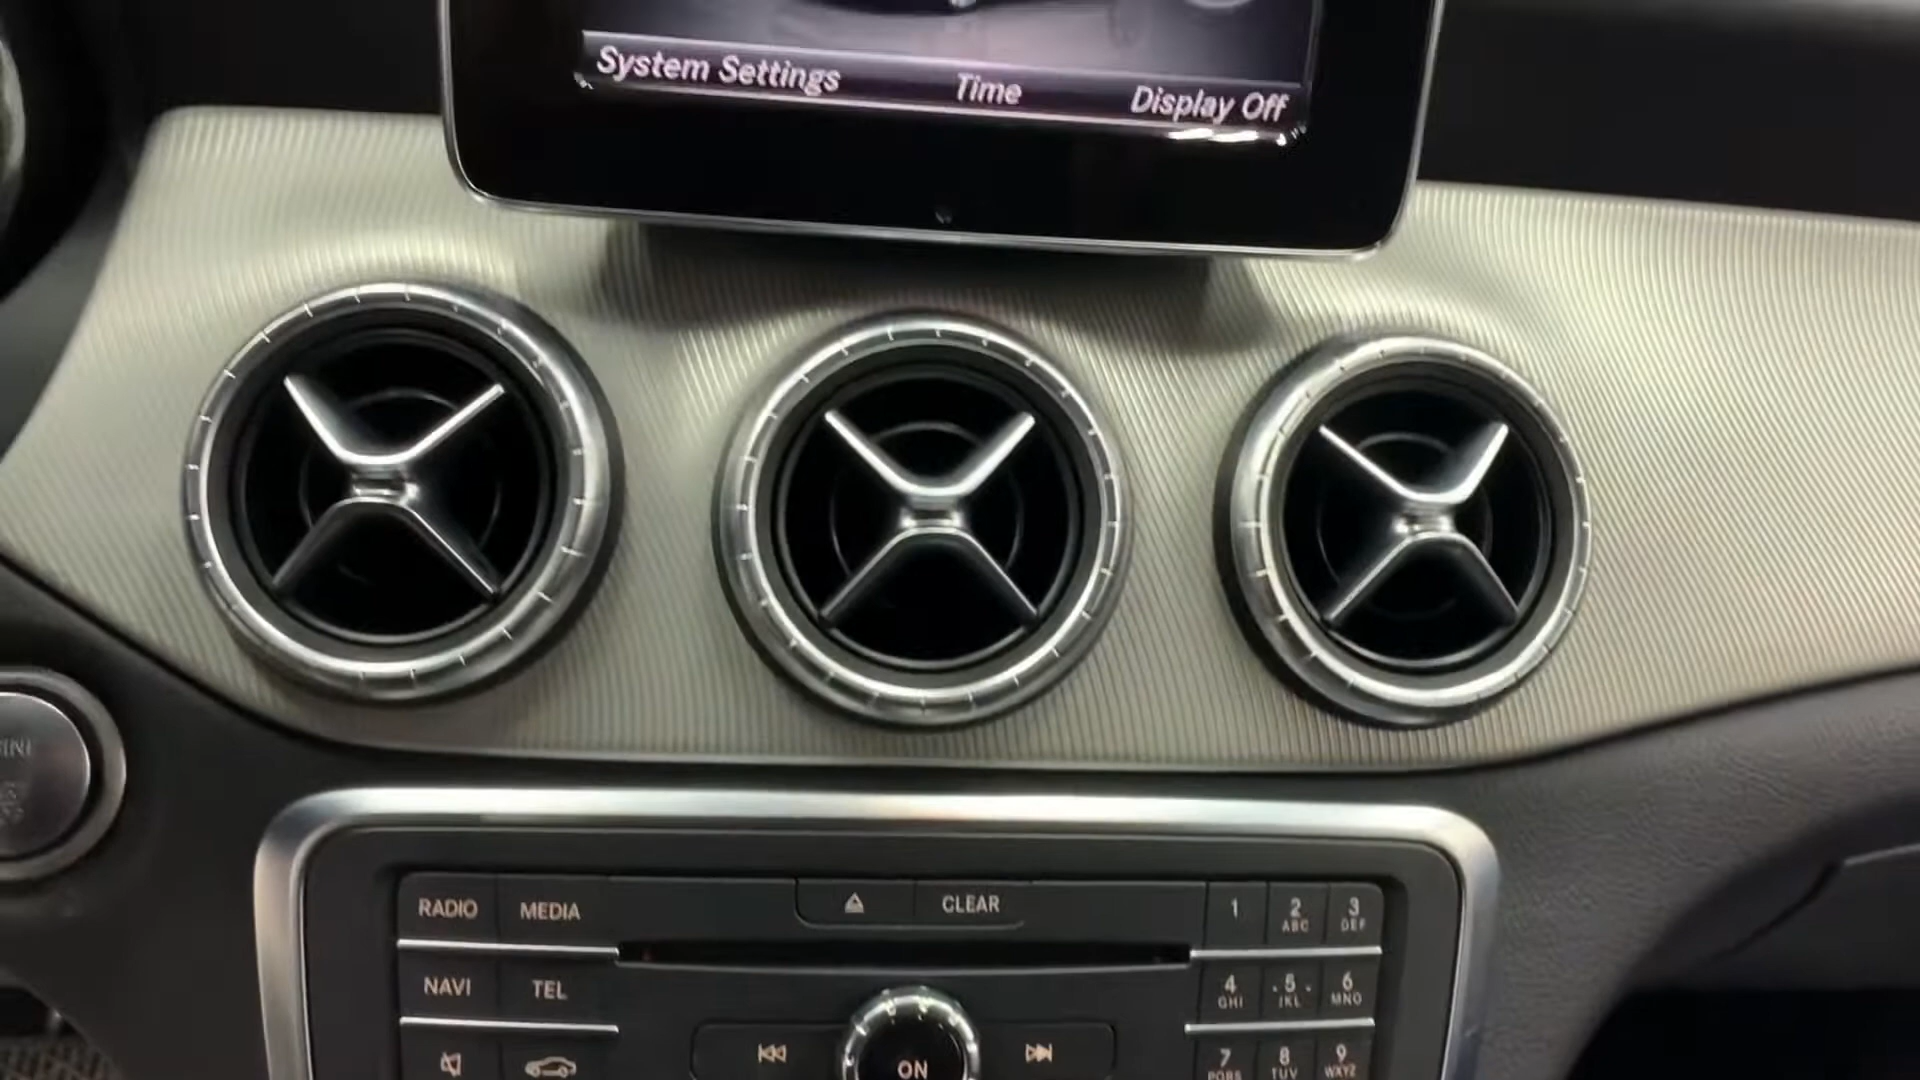 System Settings Time Display Off
RADIO MEDIA CLEAR 1 2 3
ABC DEF
NAVI TEL 4 5 6
GHI JKL MNO
ON 7 8 9
PQRS TUV WXYZ